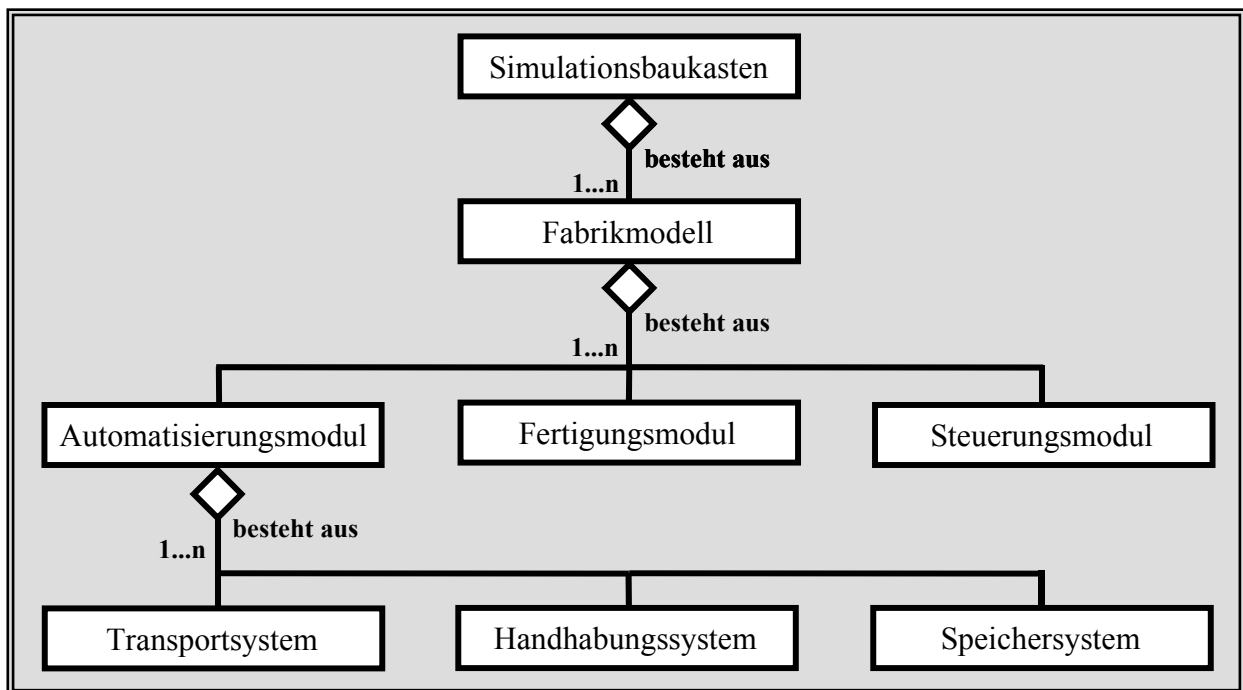 Simulationsbaukasten
besteht aus
1...n
Fabrikmodell
besteht aus
1...n
Automatisierungsmodul
Fertigungsmodul
Steuerungsmodul
besteht aus
1...n
Transportsystem
Handhabungssystem
Speichersystem